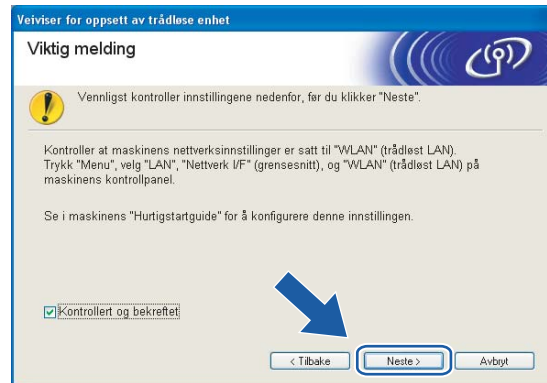 Veiviser for oppsett av trådløse enhet
Viktig melding
Vennligst kontroller innstillingene nedenfor, før du klikker "Neste".
Kontroller at maskinens nettverksinnstillinger er satt til "WLAN" (trådløst LAN).
Trykk "Menu", velg "LAN", "Nettverk I/F" (grensesnitt), og "WLAN" (trådløst LAN) på
maskinens kontrollpanel.
Se i maskinens "Hurtigstartguide" for å konfigurere denne innstillingen.
Kontrollert og bekreftet
< Tilbake Neste > Avbryt